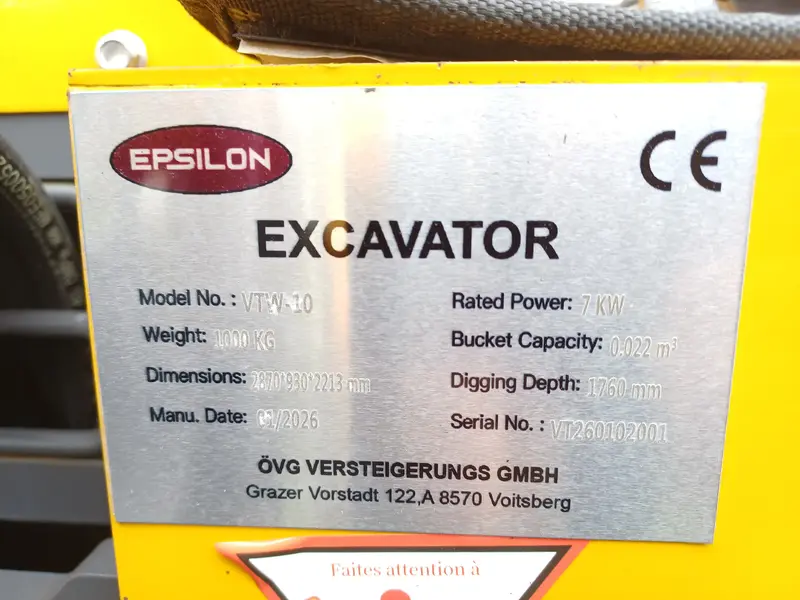 EPSILON
CE
EXCAVATOR
Model No. : VTW-10
Rated Power: 7 KW
Weight: 1000 KG
Bucket Capacity: 0,022 m³
Dimensions: 2870*930*2213 mm
Digging Depth: 1760 mm
Manu. Date: 01/2026
Serial No. : VT260102001
ÖVG VERSTEIGERUNGS GMBH
Grazer Vorstadt 122,A 8570 Voitsberg
Faites attention à